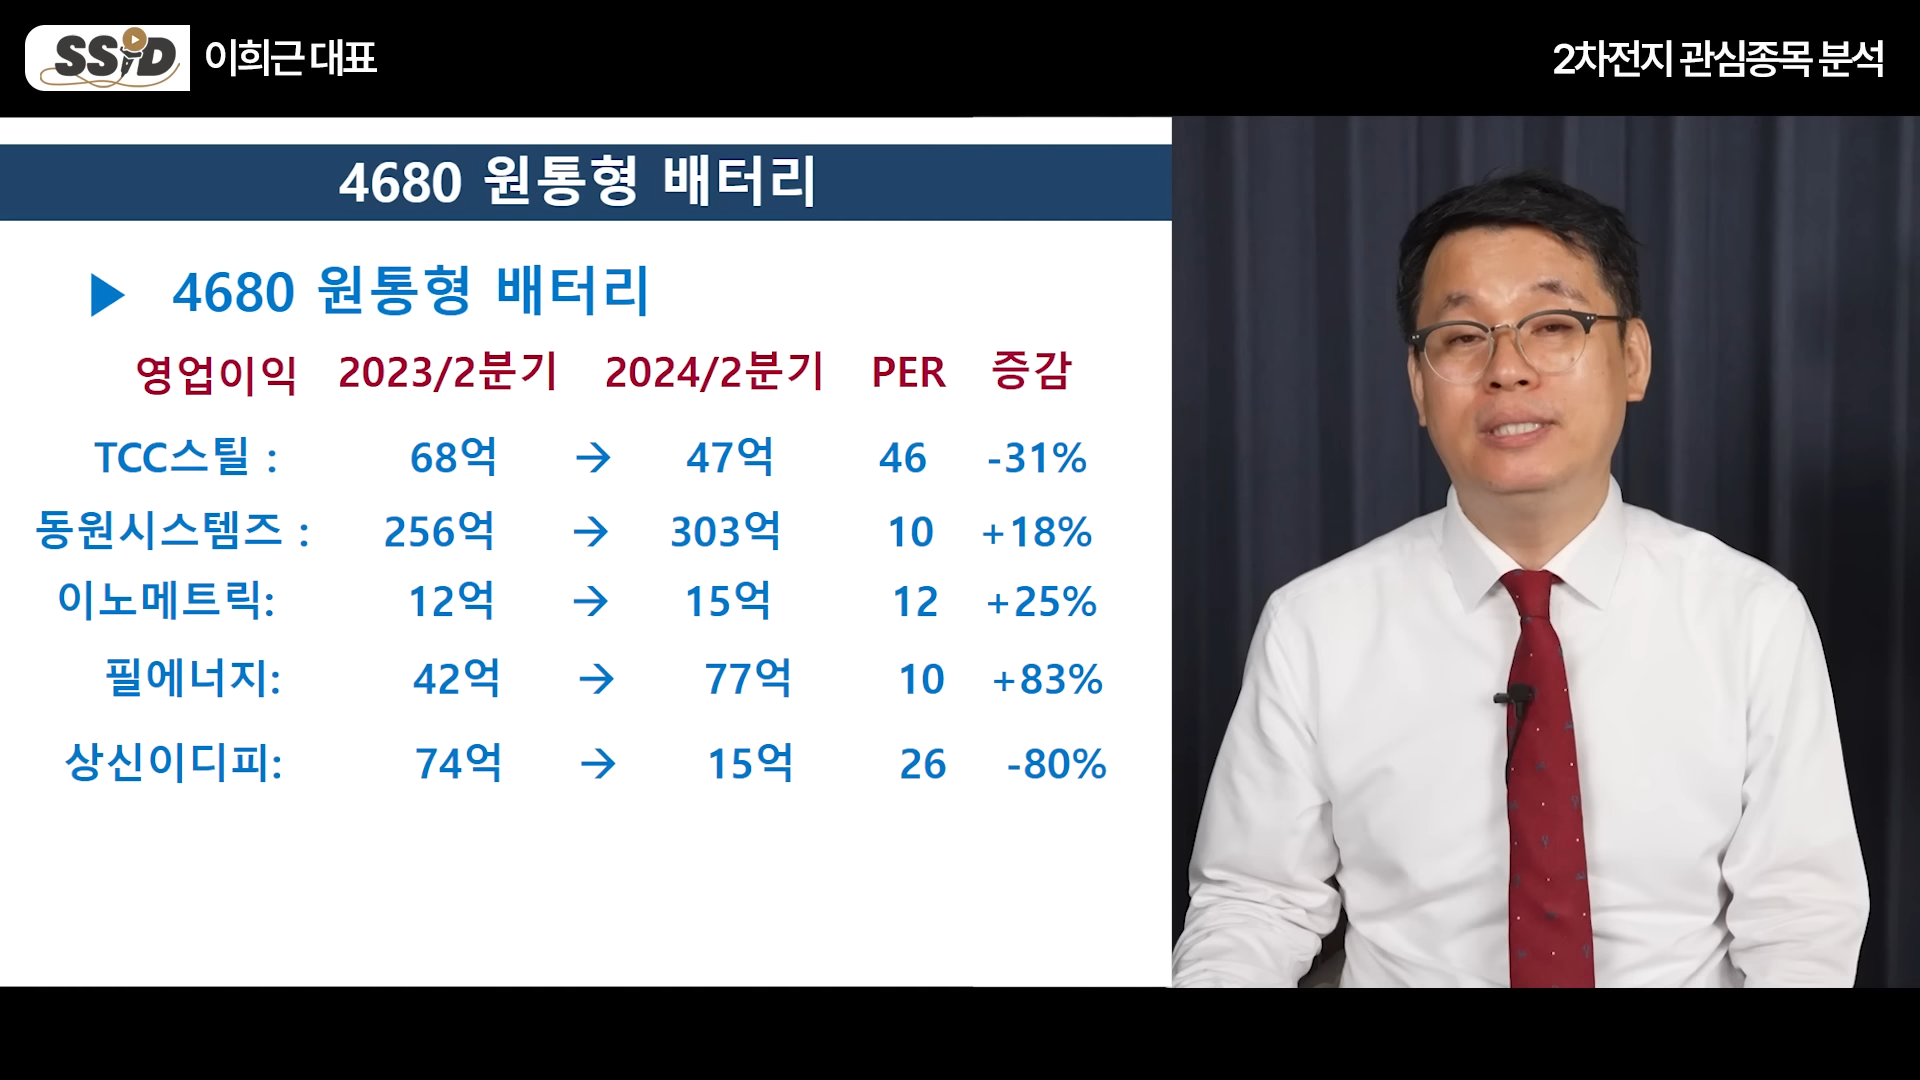 SSiD 이희근 대표
2차전지 관심종목 분석
4680 원통형 배터리
▶ 4680 원통형 배터리
영업이익 2023/2분기 2024/2분기 PER 증감
TCC스틸 : 68억 → 47억 46 -31%
동원시스템즈 : 256억 → 303억 10 +18%
이노메트릭: 12억 → 15억 12 +25%
필에너지: 42억 → 77억 10 +83%
상신이디피: 74억 → 15억 26 -80%